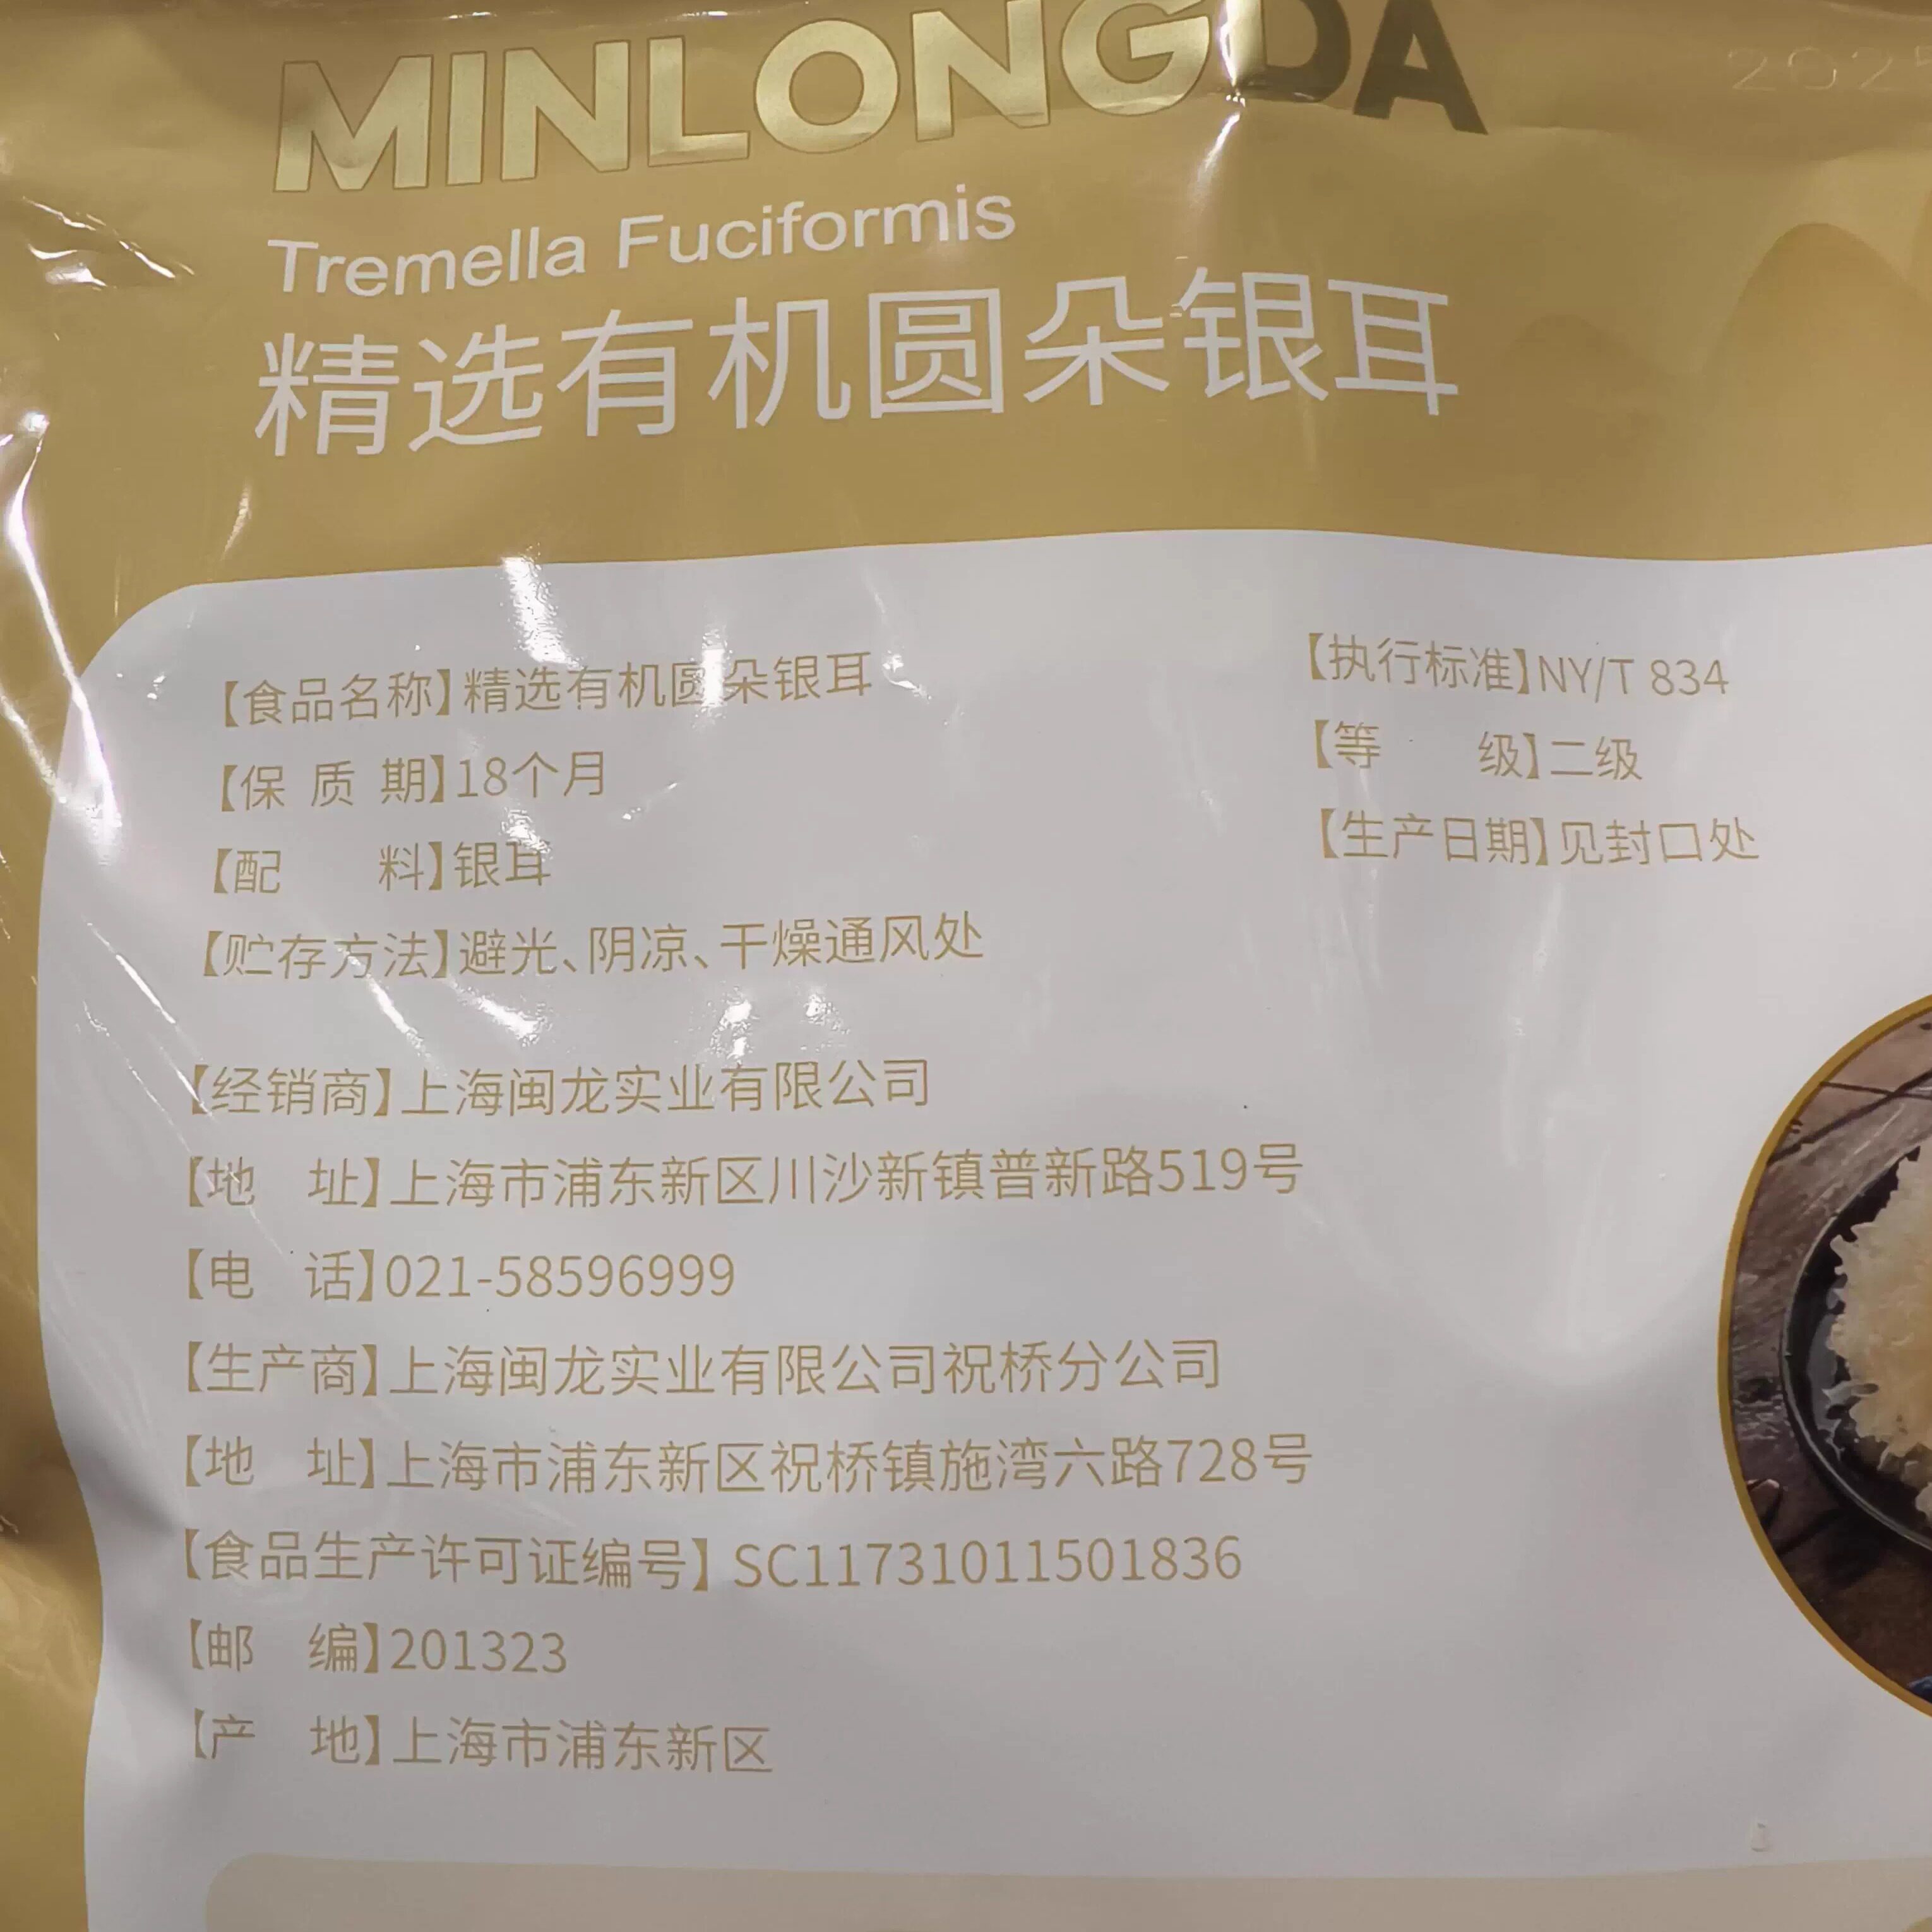 MINLONGDA
Tremella Fuciformis
精选有机圆朵银耳
【食品名称】精选有机圆朵银耳
【保质期】18个月
【配料】银耳
【贮存方法】避光、阴凉、干燥通风处
【执行标准】NY/T 834
【等级】二级
【生产日期】见封口处
【经销商】上海闽龙实业有限公司
【地址】上海市浦东新区川沙新镇普新路519号
【电话】021-58596999
【生产商】上海闽龙实业有限公司祝桥分公司
【地址】上海市浦东新区祝桥镇施湾六路728号
【食品生产许可证编号】SC11731011501836
【邮编】201323
【产地】上海市浦东新区